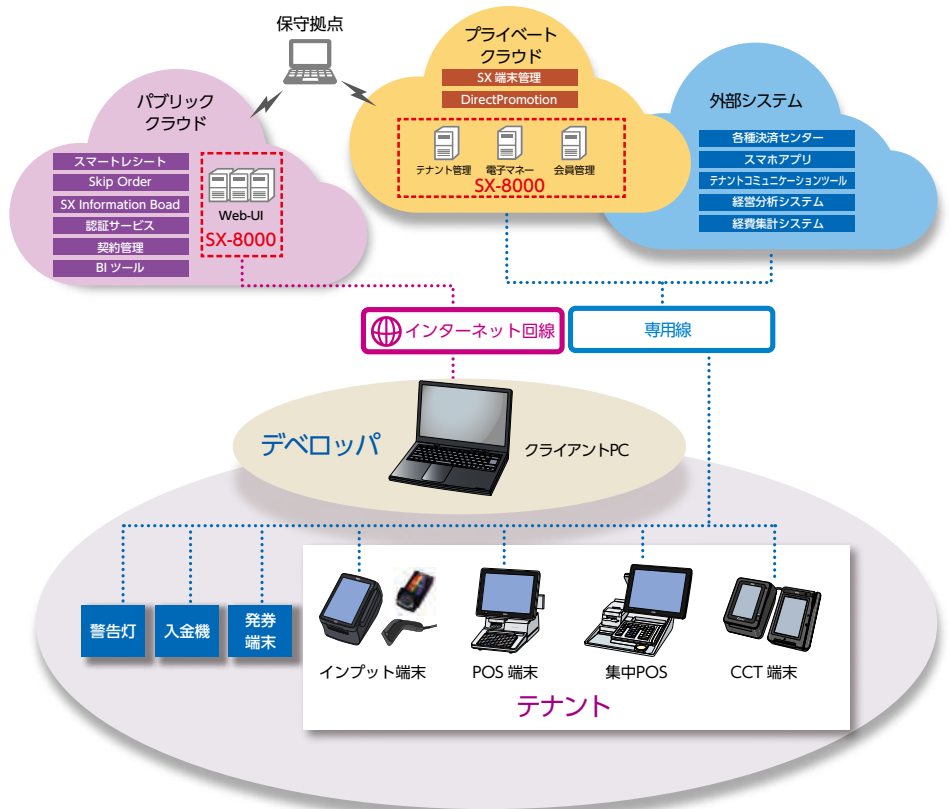 保守拠点
パブリック
クラウド
スマートレシート
Skip Order
SX Information Boad
認証サービス
契約管理
BI ツール
Web-UI
SX-8000
プライベート
クラウド
SX 端末管理
DirectPromotion
テナント管理
電子マネー
会員管理
SX-8000
外部システム
各種決済センター
スマホアプリ
テナントコミュニケーションツール
経営分析システム
経費集計システム
インターネット回線
専用線
デベロッパ
クライアントPC
警告灯
入金機
発券
端末
インプット端末
POS 端末
集中POS
CCT 端末
テナント